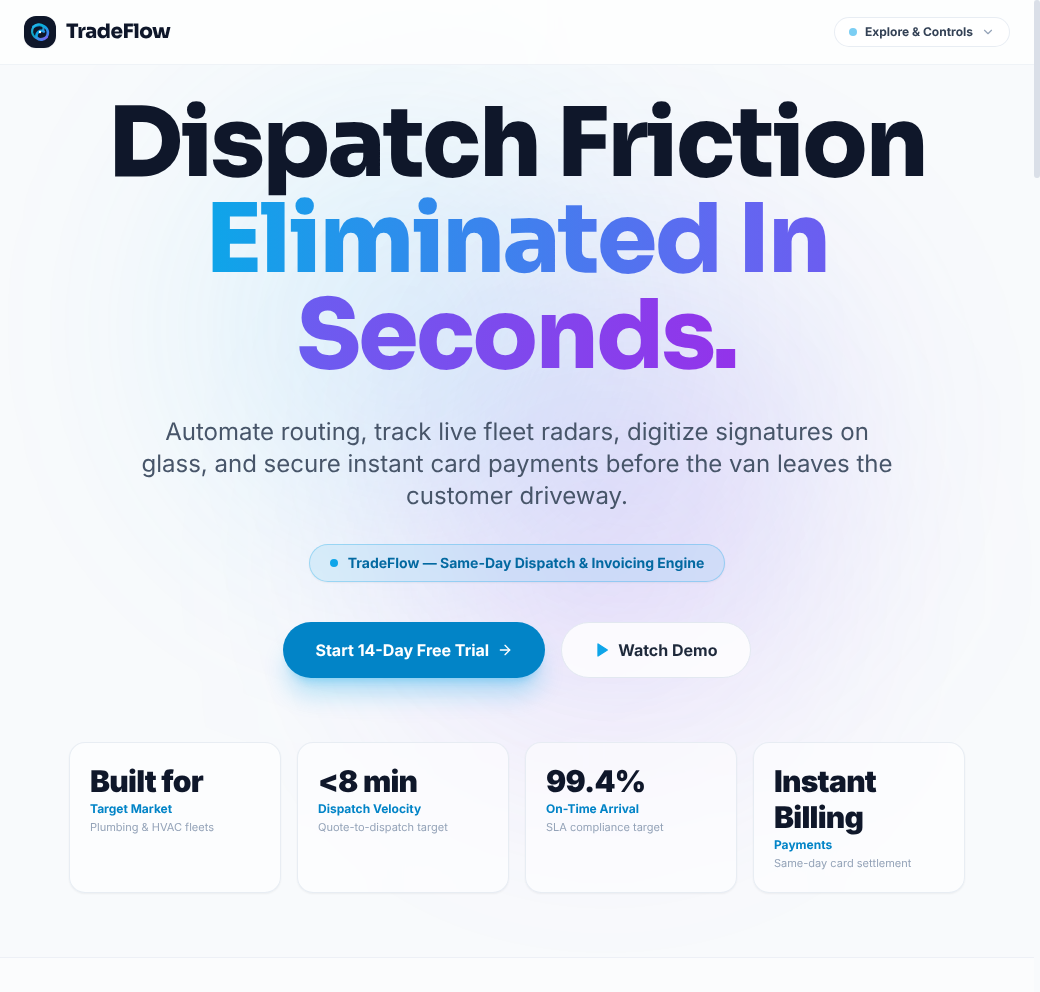 TradeFlow
Explore & Controls
Dispatch Friction
Eliminated In
Seconds.
Automate routing, track live fleet radars, digitize signatures on
glass, and secure instant card payments before the van leaves the
customer driveway.
TradeFlow — Same-Day Dispatch & Invoicing Engine
Start 14-Day Free Trial →
Watch Demo
Built for
Target Market
Plumbing & HVAC fleets
<8 min
Dispatch Velocity
Quote-to-dispatch target
99.4%
On-Time Arrival
SLA compliance target
Instant
Billing
Payments
Same-day card settlement